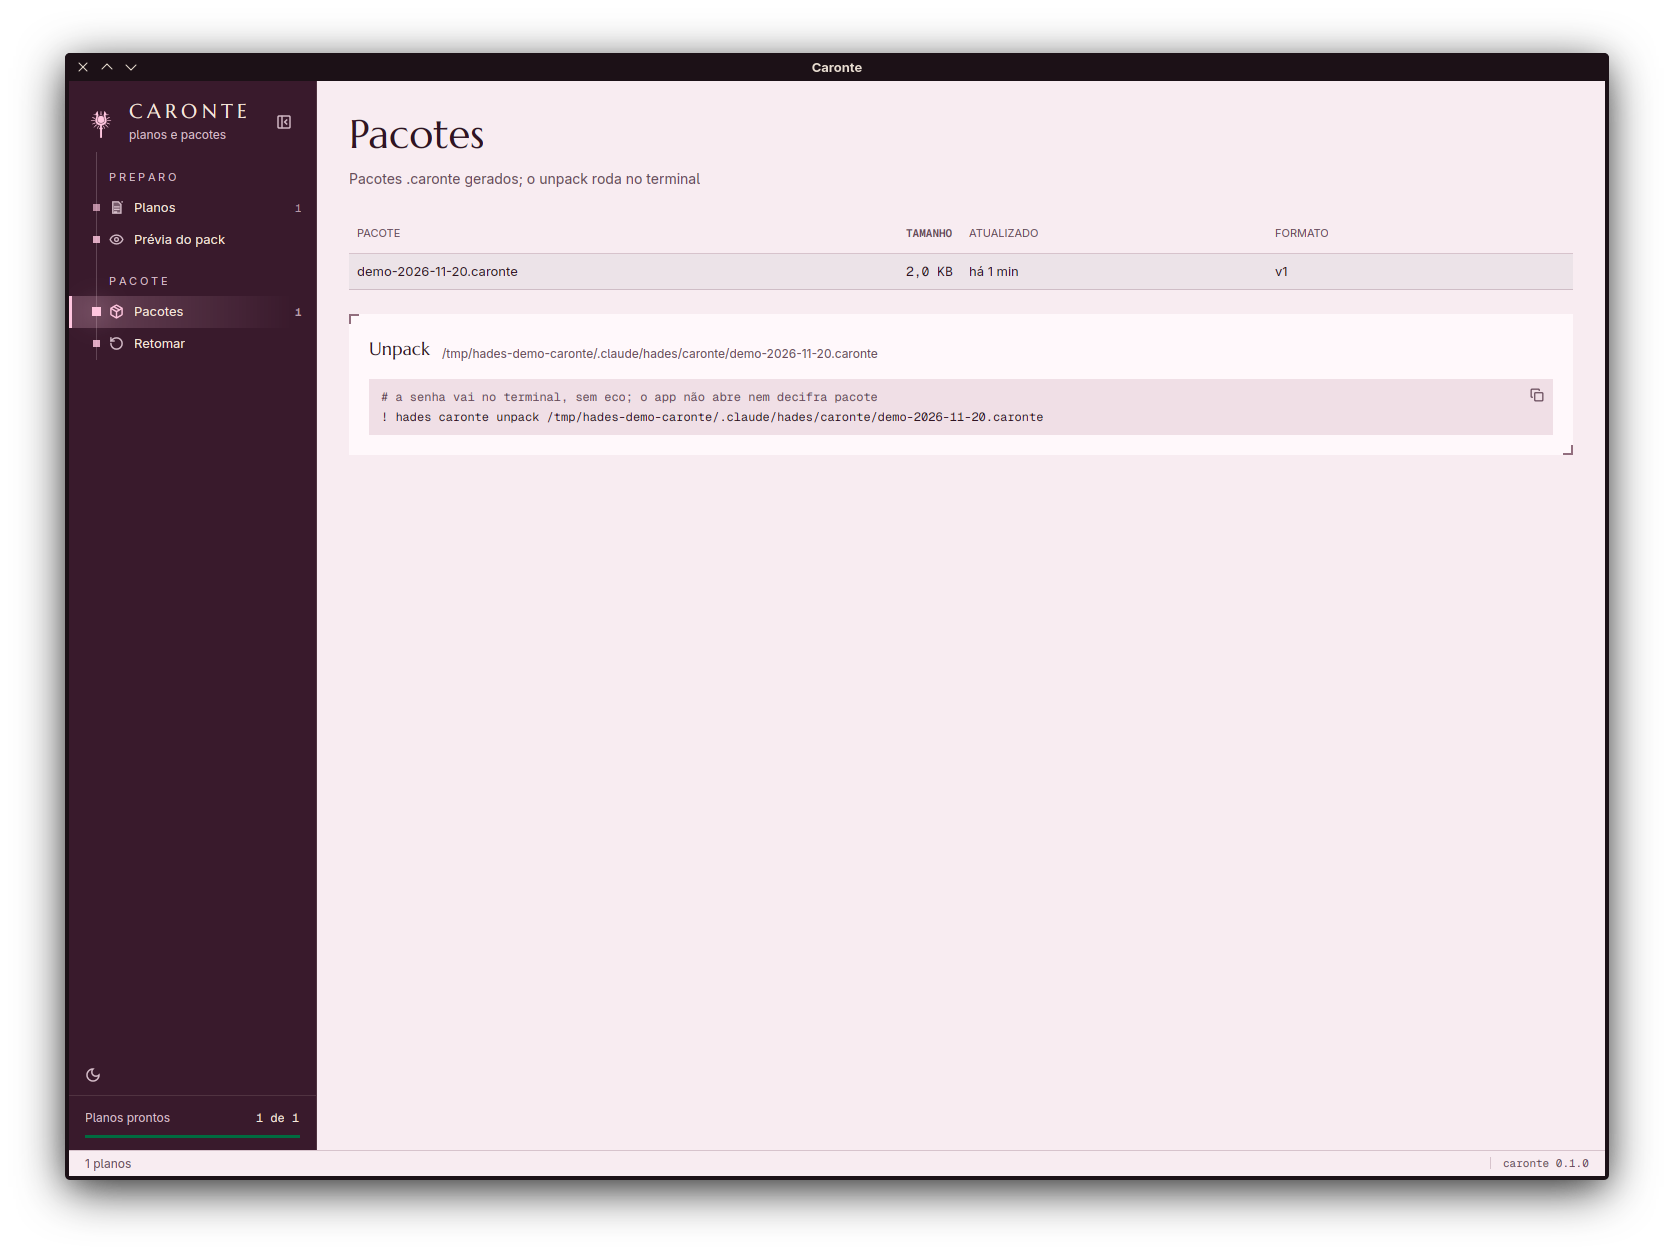 Caronte
CARONTE
planos e pacotes
PREPARO
Planos 1
Prévia do pack
PACOTE
Pacotes 1
Retomar
Planos prontos 1 de 1
Pacotes
Pacotes .caronte gerados; o unpack roda no terminal
PACOTE TAMANHO ATUALIZADO FORMATO
demo-2026-11-20.caronte 2,0 KB há 1 min v1
Unpack /tmp/hades-demo-caronte/.claude/hades/caronte/demo-2026-11-20.caronte
# a senha vai no terminal, sem eco; o app não abre nem decifra pacote
! hades caronte unpack /tmp/hades-demo-caronte/.claude/hades/caronte/demo-2026-11-20.caronte
1 planos caronte 0.1.0